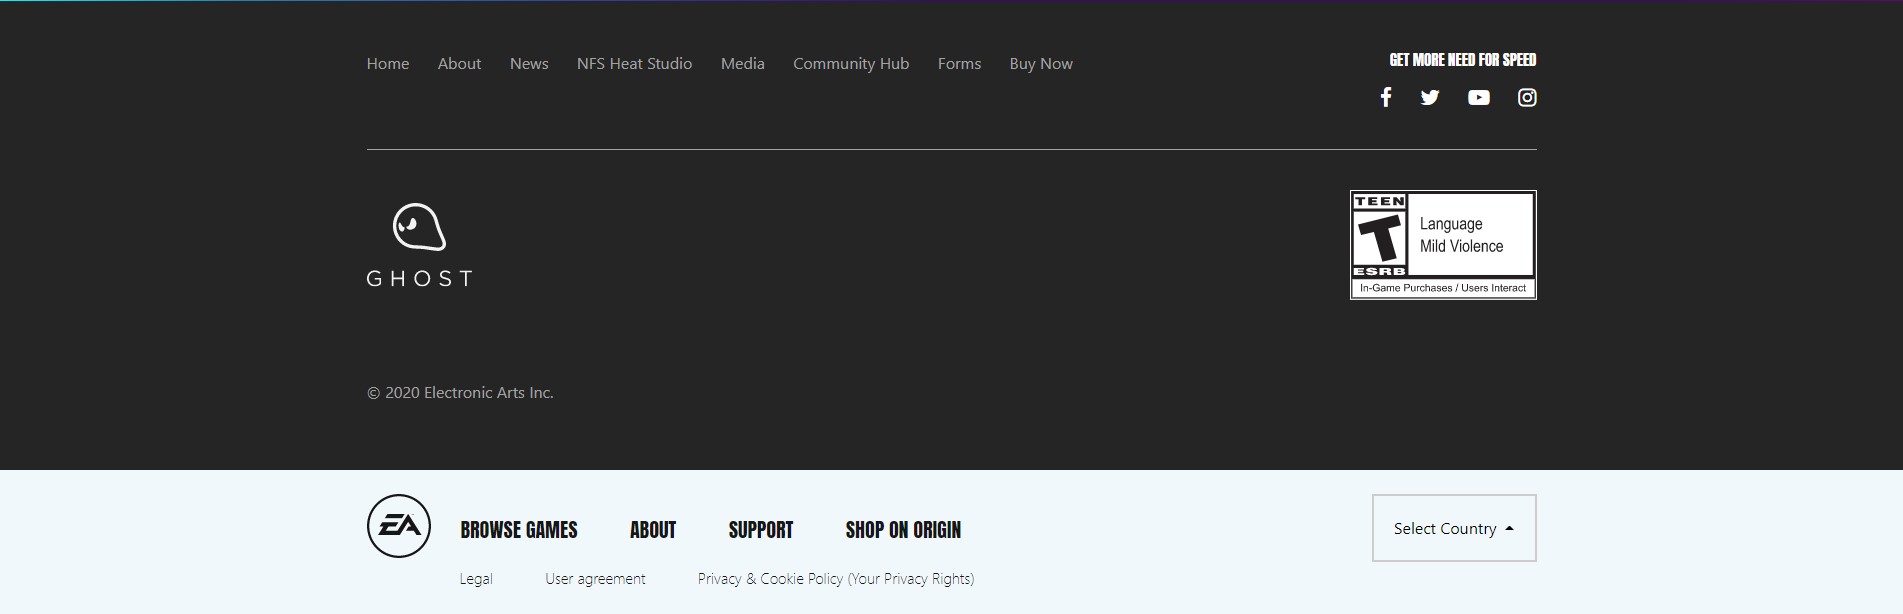 Home About News NFS Heat Studio Media Community Hub Forms Buy Now
GET MORE NEED FOR SPEED
GHOST
TEEN
T
ESRB
Language
Mild Violence
In-Game Purchases / Users Interact
© 2020 Electronic Arts Inc.
EA
BROWSE GAMES ABOUT SUPPORT SHOP ON ORIGIN
Select Country
Legal User agreement Privacy & Cookie Policy (Your Privacy Rights)